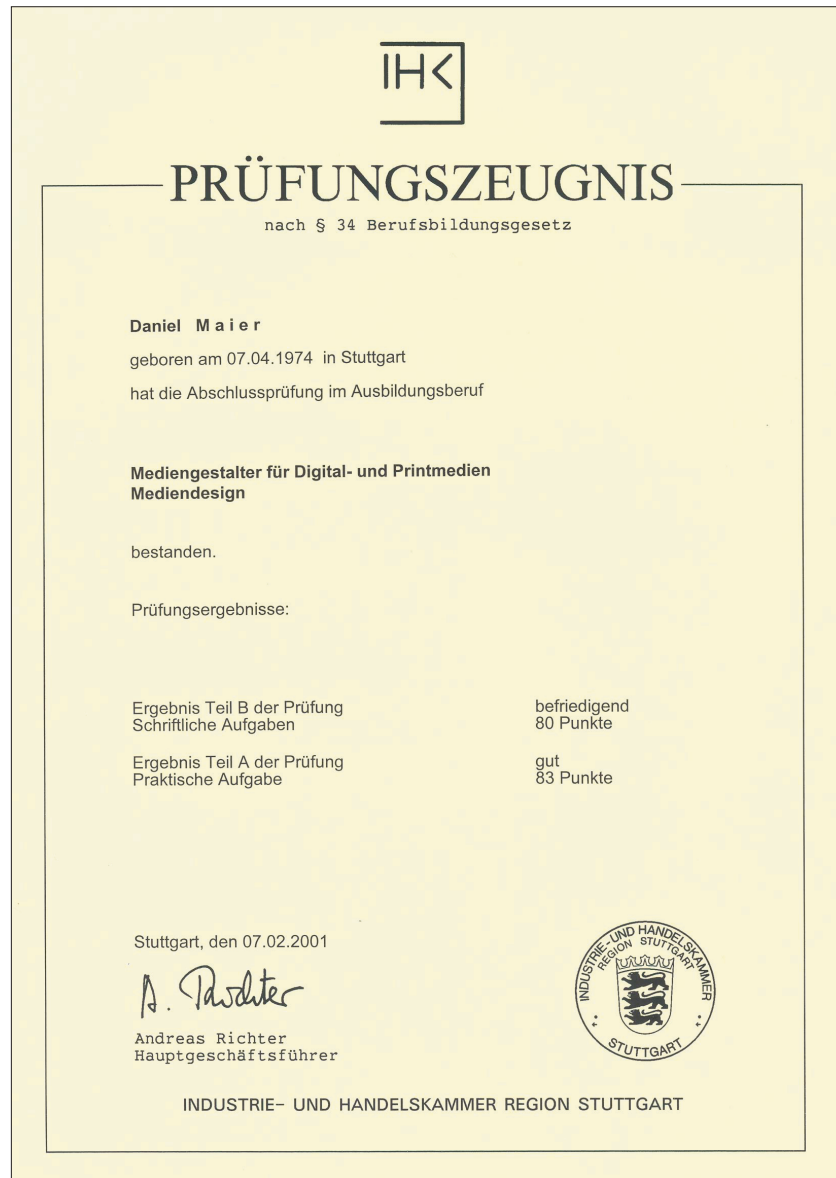 IHK
PRÜFUNGSZEUGNIS
nach § 34 Berufsbildungsgesetz
Daniel Maier
geboren am 07.04.1974 in Stuttgart
hat die Abschlussprüfung im Ausbildungsberuf
Mediengestalter für Digital- und Printmedien
Mediendesign
bestanden.
Prüfungsergebnisse:
Ergebnis Teil B der Prüfung befriedigend
Schriftliche Aufgaben 80 Punkte
Ergebnis Teil A der Prüfung gut
Praktische Aufgabe 83 Punkte
Stuttgart, den 07.02.2001
A. Richter
Andreas Richter
Hauptgeschäftsführer
INDUSTRIE-UND HANDELSKAMMER
REGION STUTTGART
STUTTGART
INDUSTRIE- UND HANDELSKAMMER REGION STUTTGART